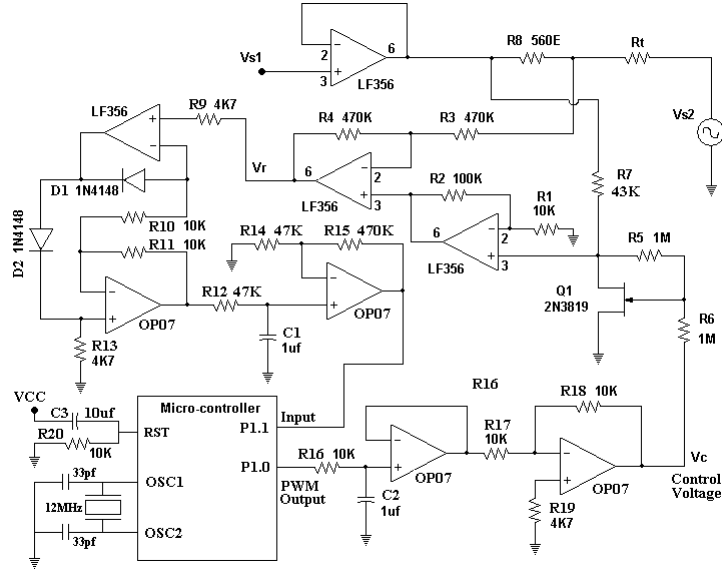 6
R8 560E
Rt
2
Vs1
3
LF356
Vs2
LF356
R9 4K7
R4 470K
R3 470K
Vr
6
2
3
R2 100K
R1
10K
R7
43K
D1 1N4148
LF356
6
2
R10 10K
R14 47K
R15 470K
LF356
3
R5 1M
D2 1N4148
R11 10K
Q1
2N3819
R12 47K
R6
1M
OP07
C1
1uf
OP07
R13
4K7
VCC
C3 10uf
Micro-controller
R16
R18 10K
P1.1
Input
R17
10K
R20
10K
RST
Vc
P1.0
R16 10K
PWM
Output
OP07
OP07
Control
Voltage
33pf
OSC1
C2
1uf
R19
4K7
12MHz
OSC2
33pf